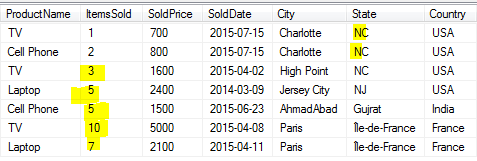 ProductName ItemsSold SoldPrice SoldDate City State Country
TV 1 700 2015-07-15 Charlotte NC USA
Cell Phone 2 800 2015-07-15 Charlotte NC USA
TV 3 1600 2015-04-02 High Point NC USA
Laptop 5 2400 2014-03-09 Jersey City NJ USA
Cell Phone 5 1500 2015-06-23 AhmadAbad Gujrat India
TV 10 5000 2015-04-08 Paris Île-de-France France
Laptop 7 2100 2015-04-11 Paris Île-de-France France